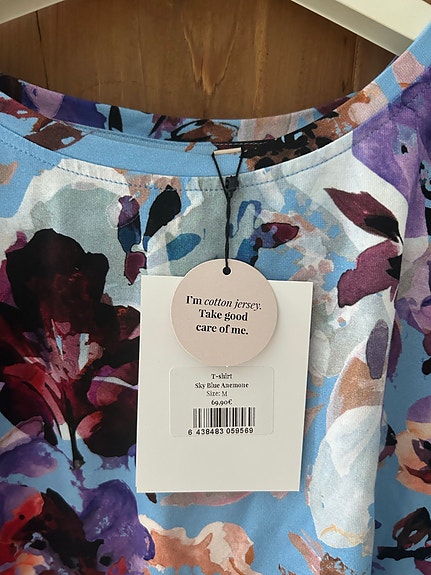 I'm cotton jersey.
Take good
care of me.
T-shirt
Sky Blue Anemone
Size: M
69,90€
6 438483 059569